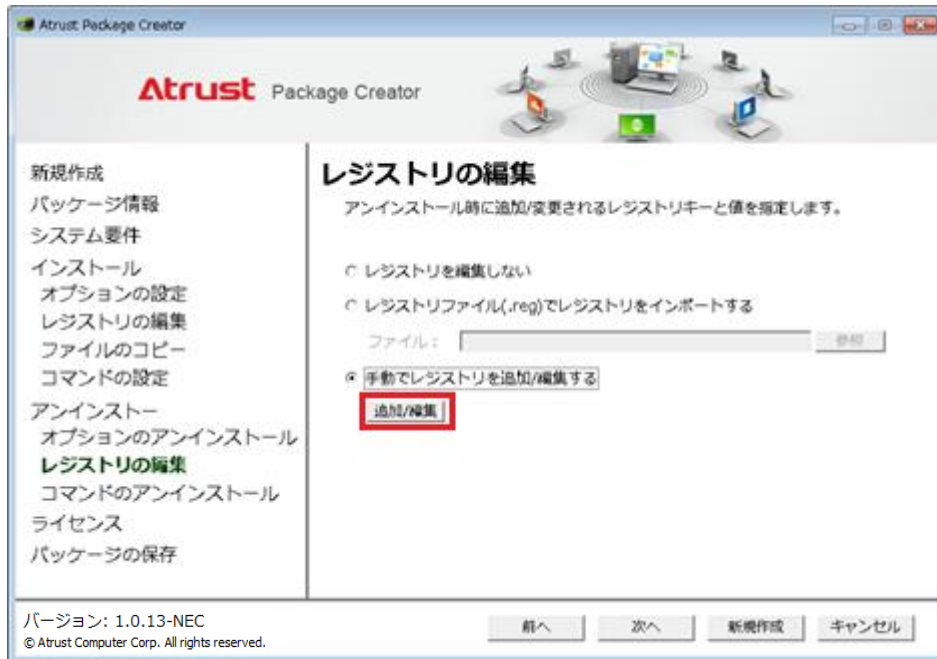 Atrust Package Creator
Atrust Package Creator
新規作成
パッケージ情報
システム要件
インストール
オプションの設定
レジストリの編集
ファイルのコピー
コマンドの設定
アンインストー
オプションのアンインストール
レジストリの編集
コマンドのアンインストール
ライセンス
パッケージの保存
レジストリの編集
アンインストール時に追加/変更されるレジストリキーと値を指定します。
レジストリを編集しない
レジストリファイル(.reg)でレジストリをインポートする
ファイル： 参照
手動でレジストリを追加/編集する
追加/編集
バージョン: 1.0.13-NEC
© Atrust Computer Corp. All rights reserved.
前へ 次へ 新規作成 キャンセル